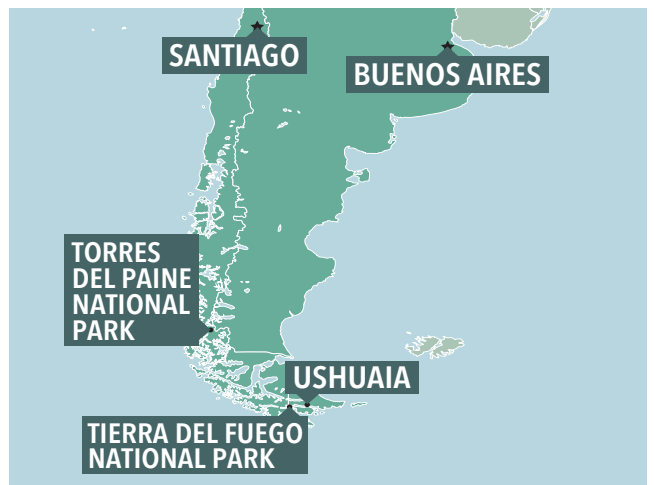 SANTIAGO
BUENOS AIRES
TORRES
DEL PAINE
NATIONAL
PARK
USHUAIA
TIERRA DEL FUEGO
NATIONAL PARK